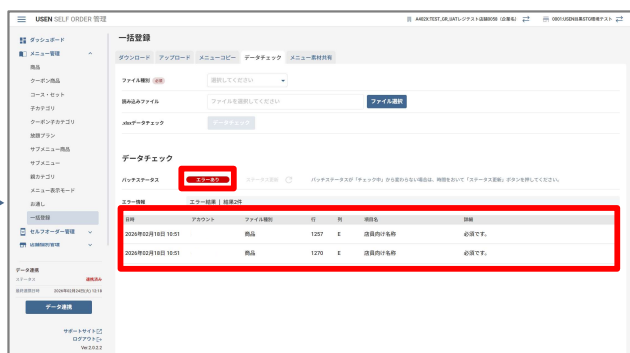 USEN SELF ORDER 管理
A402X:TEST_GR_UATレジテスト店舗0058（企業名）
0001:USEN目黒STG環境テスト
ダッシュボード
メニュー管理
商品
クーポン商品
コース・セット
子カテゴリ
クーポン子カテゴリ
放題プラン
サブメニュー商品
サブメニュー
親カテゴリ
メニュー表示モード
お通し
一括登録
セルフオーダー管理
店舗個別管理
データ連携
ステータス
連携済み
最終連携日時
2026年02月24日(火) 13:18
データ連携
サポートサイト
ログアウト
Ver.2.0.2.2
一括登録
ダウンロード アップロード メニューコピー データチェック メニュー素材共有
ファイル種別 必須 選択してください
読み込みファイル ファイルを選択してください ファイル選択
.xlsxデータチェック データチェック
データチェック
バッチステータス エラーあり ステータス更新 バッチステータスが「チェック中」から変わらない場合は、時間をおいて「ステータス更新」ボタンを押してください。
エラー情報 エラー結果 | 結果2件
日時 アカウント ファイル種別 行 列 項目名 詳細
2026年02月18日 10:51 商品 1257 E 店員向け名称 必須です。
2026年02月18日 10:51 商品 1270 E 店員向け名称 必須です。